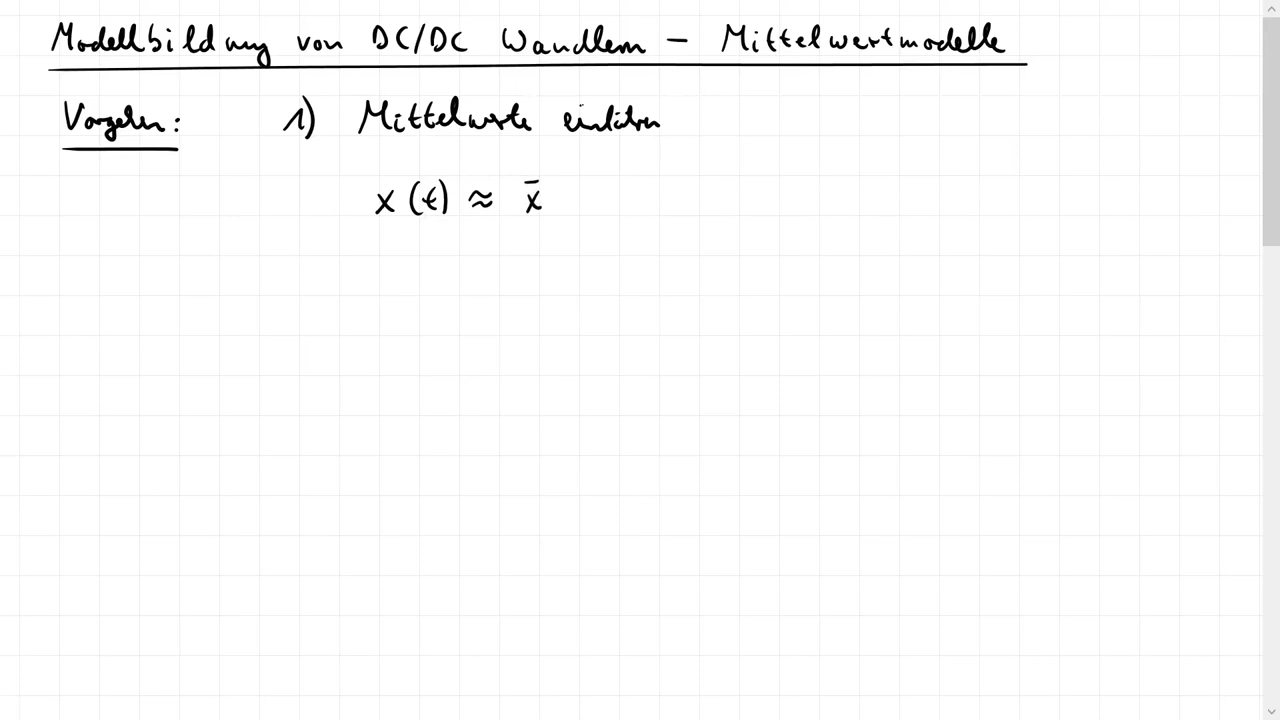 Modellbildung von DC/DC Wandlern – Mittelwertmodelle
Vorgehen: 1) Mittelwerte einführen
x(t) ≈ x̄